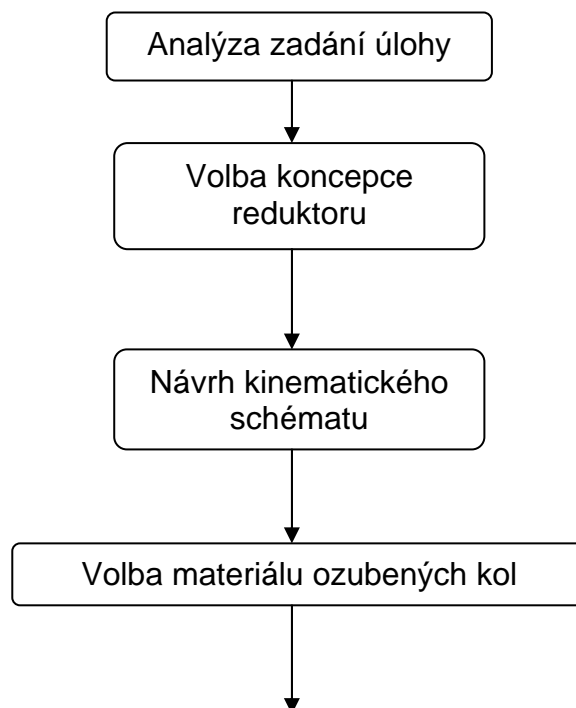 Analýza zadání úlohy
Volba koncepce
reduktoru
Návrh kinematického
schématu
Volba materiálu ozubených kol